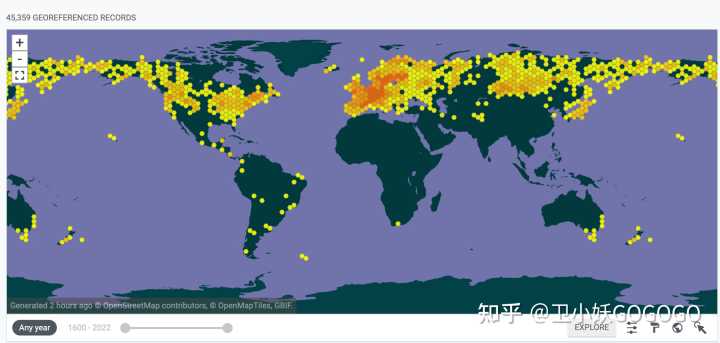 45,359 GEOREFERENCED RECORDS
+
-
Generated 2 hours ago © OpenStreetMap contributors, © OpenMapTiles, GBIF.
知乎 @卫小妖GOGOGO
Any year 1600 - 2022 EXPLORE